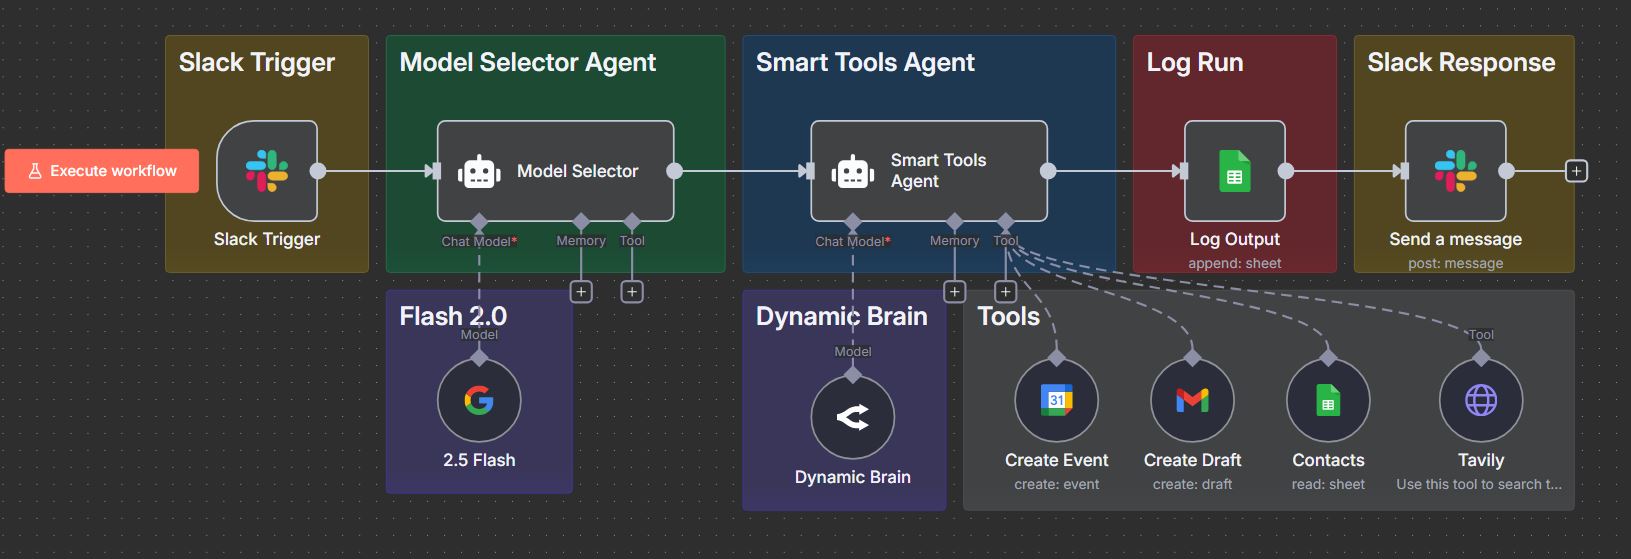 Slack Trigger
Model Selector Agent
Smart Tools Agent
Log Run
Slack Response
Execute workflow
Model Selector
Smart Tools
Agent
Slack Trigger
Chat Model*
Memory
Tool
Chat Model*
Memory
Tool
Log Output
append: sheet
Send a message
post: message
Flash 2.0
Model
2.5 Flash
Dynamic Brain
Model
Dynamic Brain
Tools
Tool
31
Create Event
create: event
Create Draft
create: draft
Contacts
read: sheet
Tavily
Use this tool to search t...